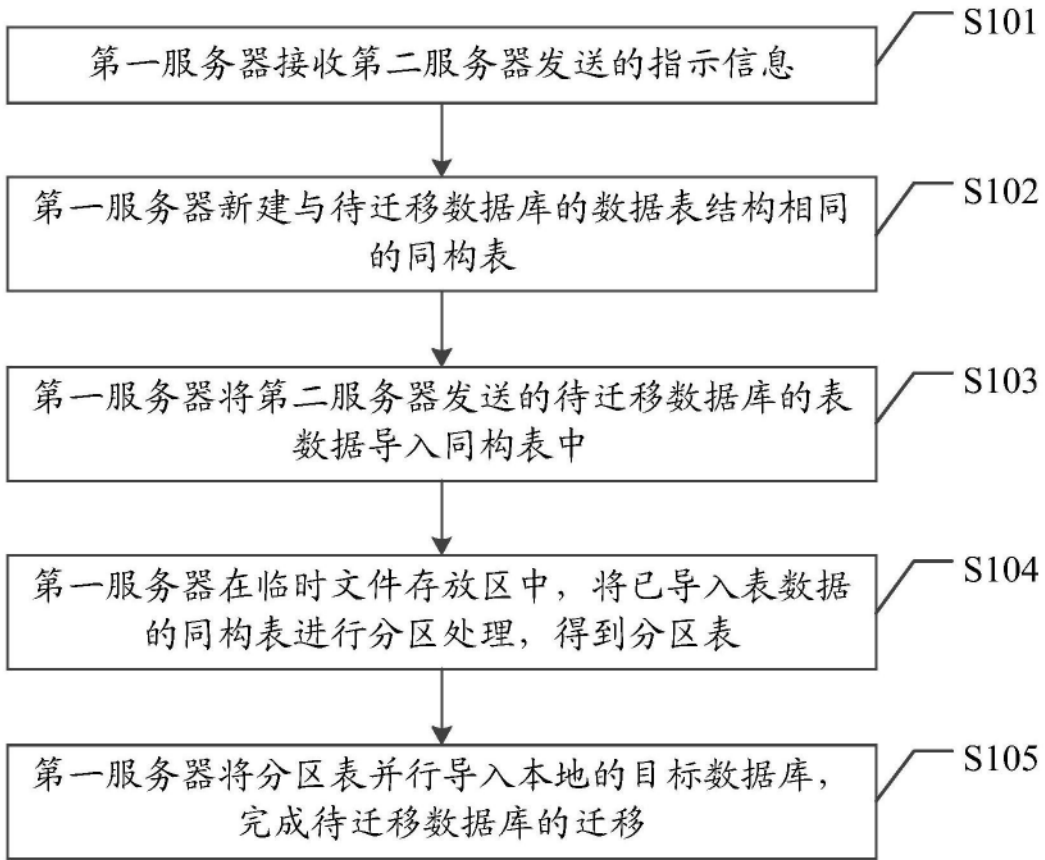 第一服务器接收第二服务器发送的指示信息
S101
第一服务器新建与待迁移数据库的数据表结构相同
的同构表
S102
第一服务器将第二服务器发送的待迁移数据库的表
数据导入同构表中
S103
第一服务器在临时文件存放区中，将已导入表数据
的同构表进行分区处理，得到分区表
S104
第一服务器将分区表并行导入本地的目标数据库，
完成待迁移数据库的迁移
S105